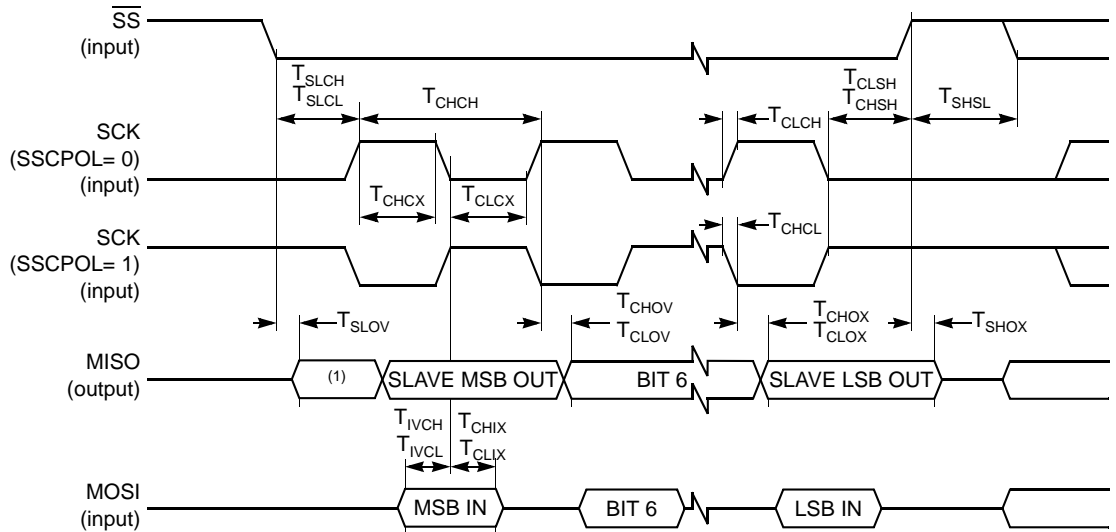 SS
(input)
TSLCH
TSLCL
TCHCH
TCLCH
TCLSH
TCHSH
TSHSL
SCK
(SSCPOL= 0)
(input)
TCHCX
TCLCX
SCK
(SSCPOL= 1)
(input)
TCHCL
TSLOV
TCHOV
TCLOV
TCHOX
TCLOX
TSHOX
MISO
(output)
(1)
SLAVE MSB OUT
BIT 6
SLAVE LSB OUT
TIVCH
TIVCL
TCHIX
TCLIX
MOSI
(input)
MSB IN
BIT 6
LSB IN